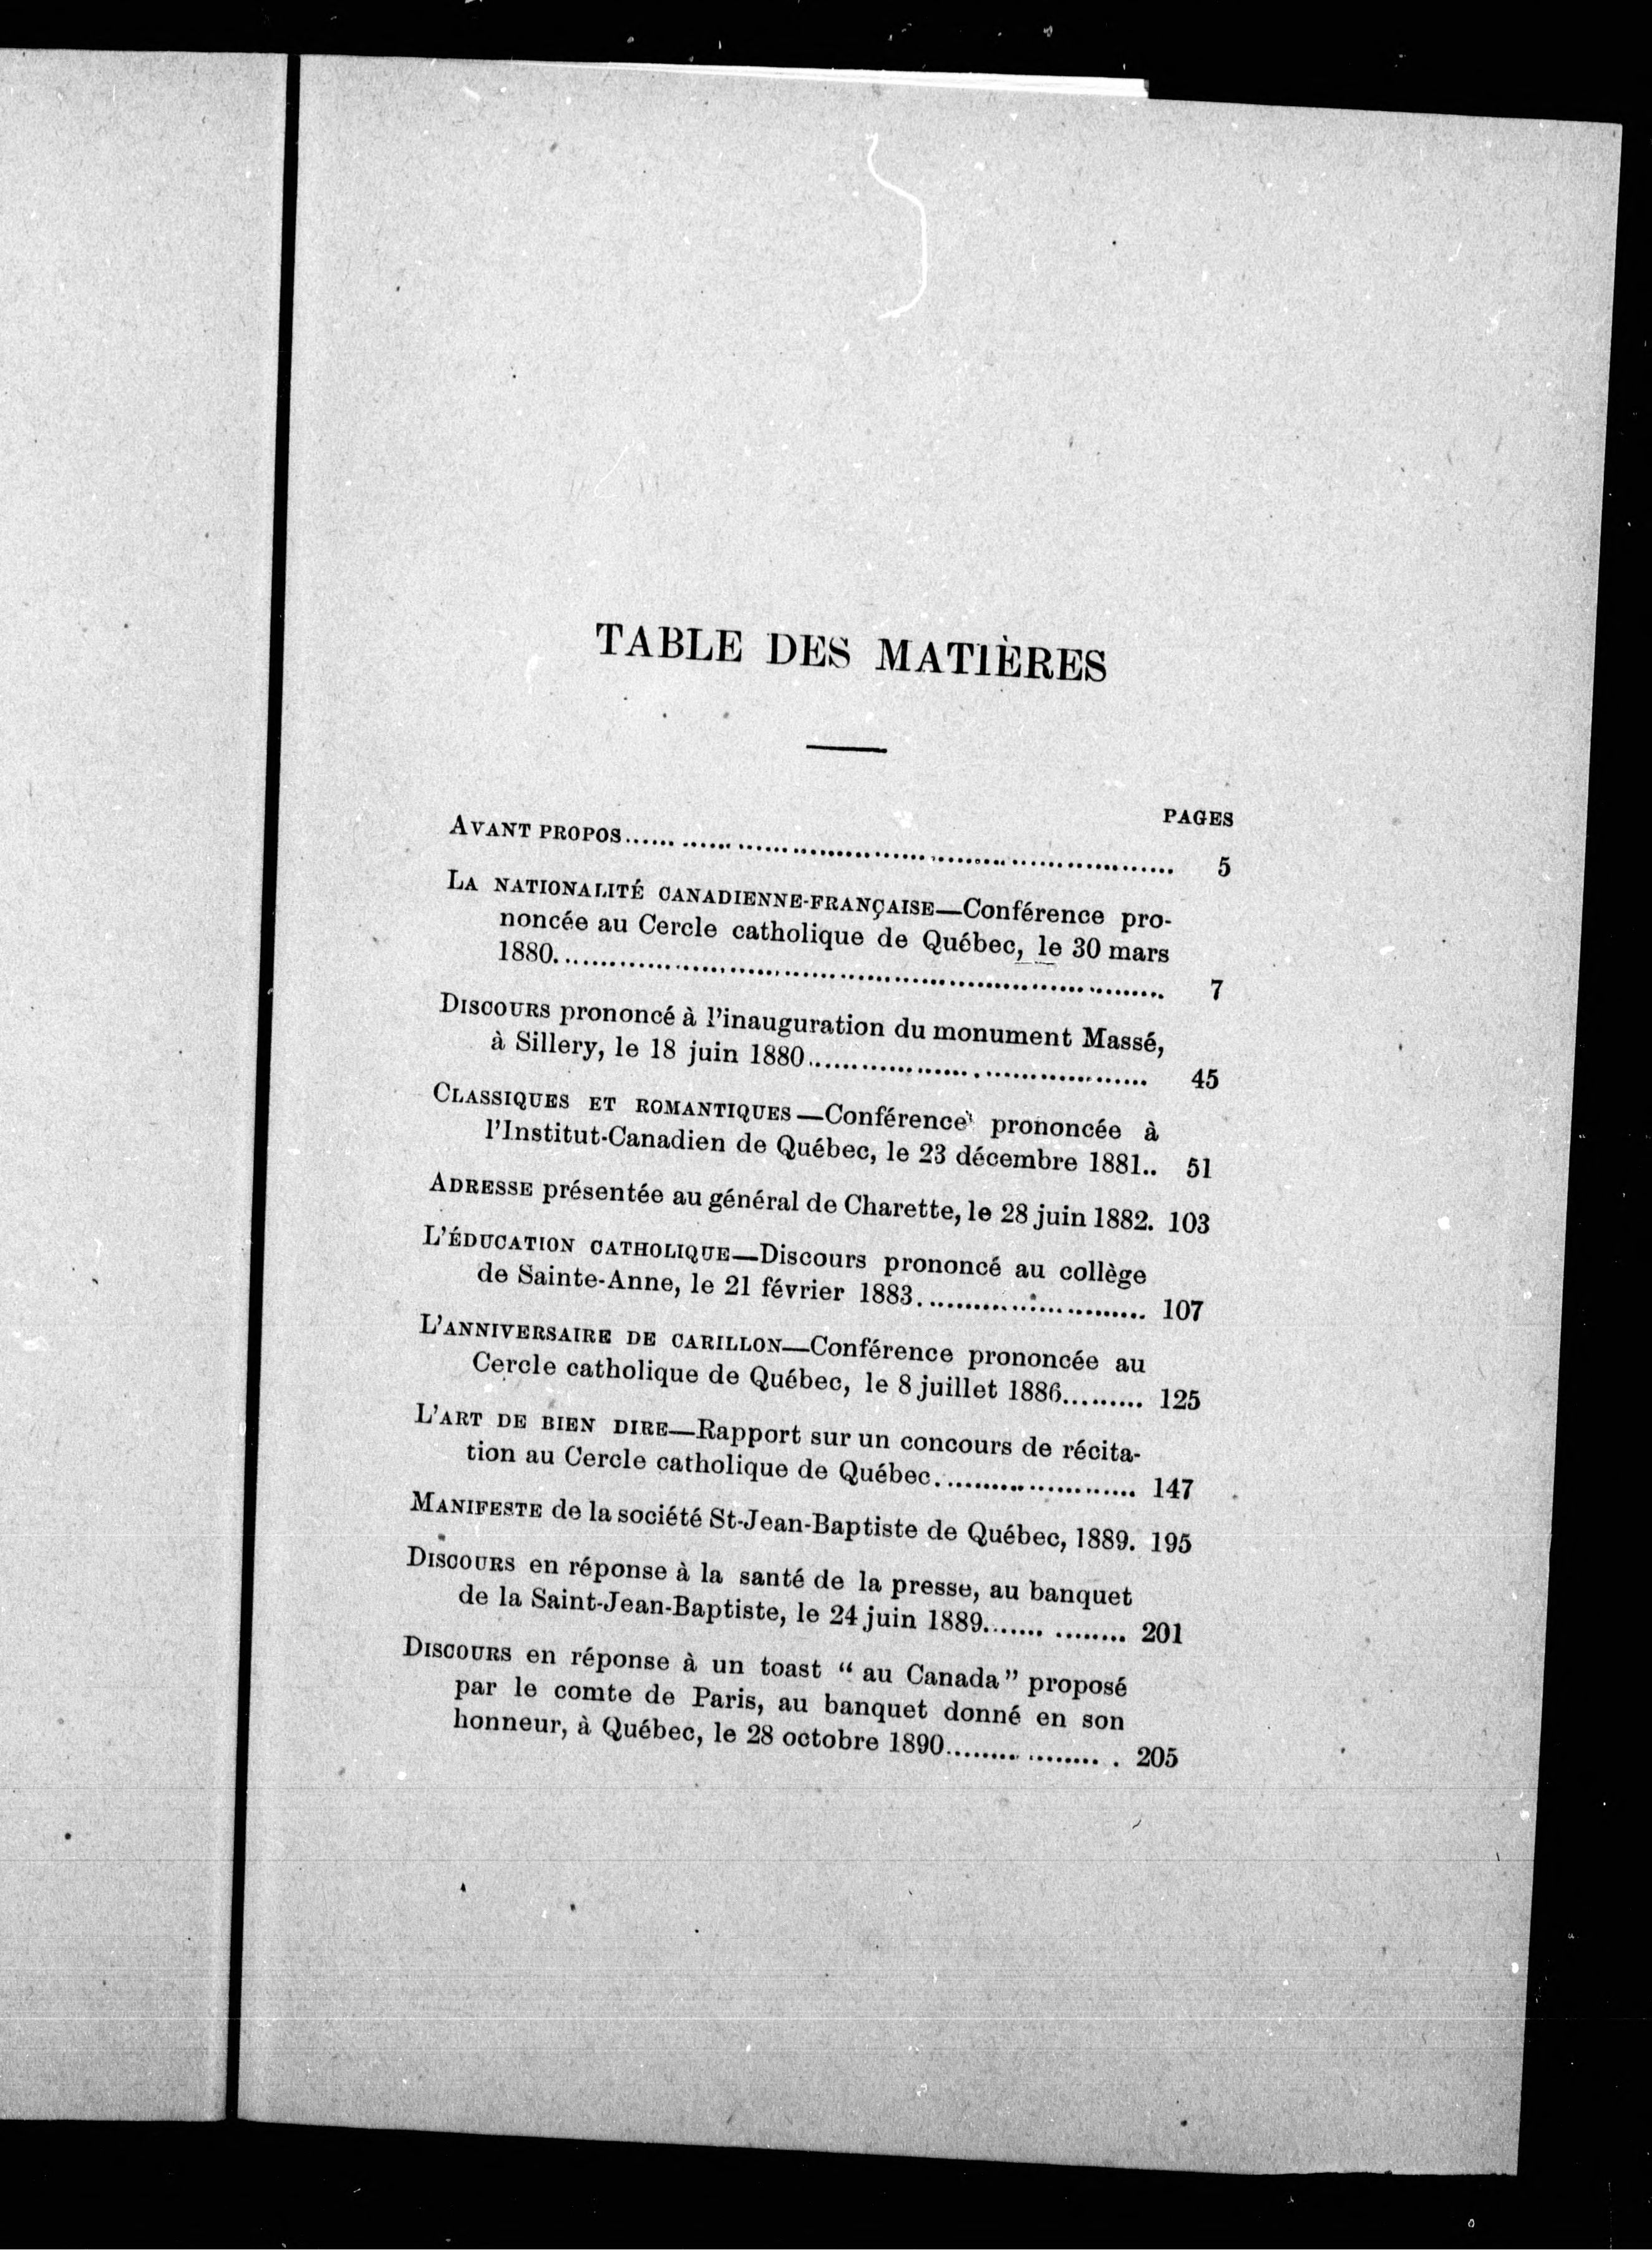 TABLE DES MATIÈRES
PAGES
AVANT PROPOS........................................................ 5
LA NATIONALITÉ CANADIENNE-FRANÇAISE—Conférence pro-
noncée au Cercle catholique de Québec, le 30 mars
1880............................................................ 7
DISCOURS prononcé à l'inauguration du monument Massé,
à Sillery, le 18 juin 1880.................................. 45
CLASSIQUES ET ROMANTIQUES—Conférence prononcée à
l'Institut-Canadien de Québec, le 23 décembre 1881.. 51
ADRESSE présentée au général de Charette, le 28 juin 1882. 103
L'ÉDUCATION CATHOLIQUE—Discours prononcé au collège
de Sainte-Anne, le 21 février 1883......................... 107
L'ANNIVERSAIRE DE CARILLON—Conférence prononcée au
Cercle catholique de Québec, le 8 juillet 1886......... 125
L'ART DE BIEN DIRE—Rapport sur un concours de récita-
tion au Cercle catholique de Québec...................... 147
MANIFESTE de la société St-Jean-Baptiste de Québec, 1889. 195
DISCOURS en réponse à la santé de la presse, au banquet
de la Saint-Jean-Baptiste, le 24 juin 1889....... ........ 201
DISCOURS en réponse à un toast “ au Canada ” proposé
par le comte de Paris, au banquet donné en son
honneur, à Québec, le 28 octobre 1890......... ........ . 205